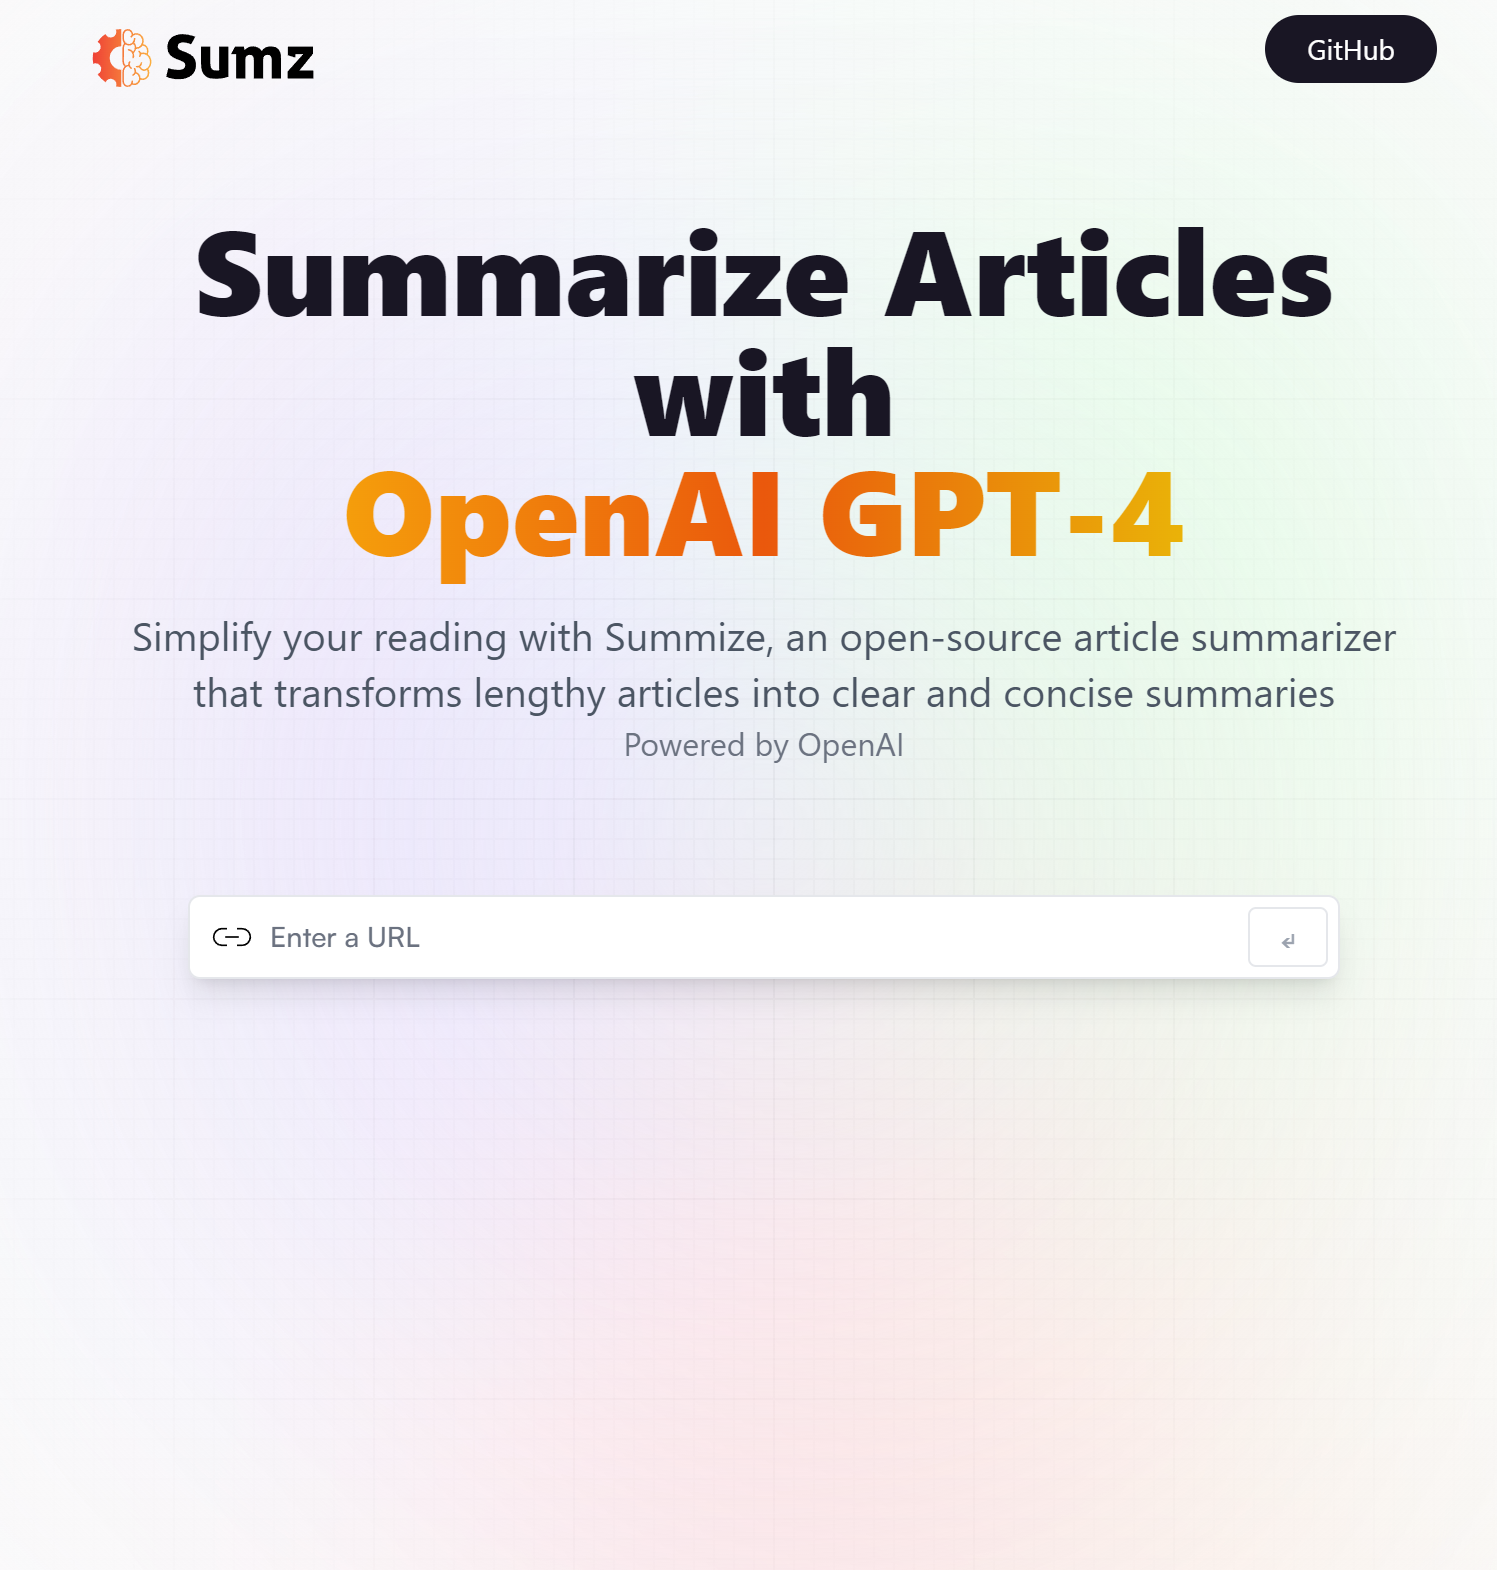 Sumz
GitHub
Summarize Articles
with
OpenAI GPT-4
Simplify your reading with Summize, an open-source article summarizer
that transforms lengthy articles into clear and concise summaries
Powered by OpenAI
Enter a URL
↵